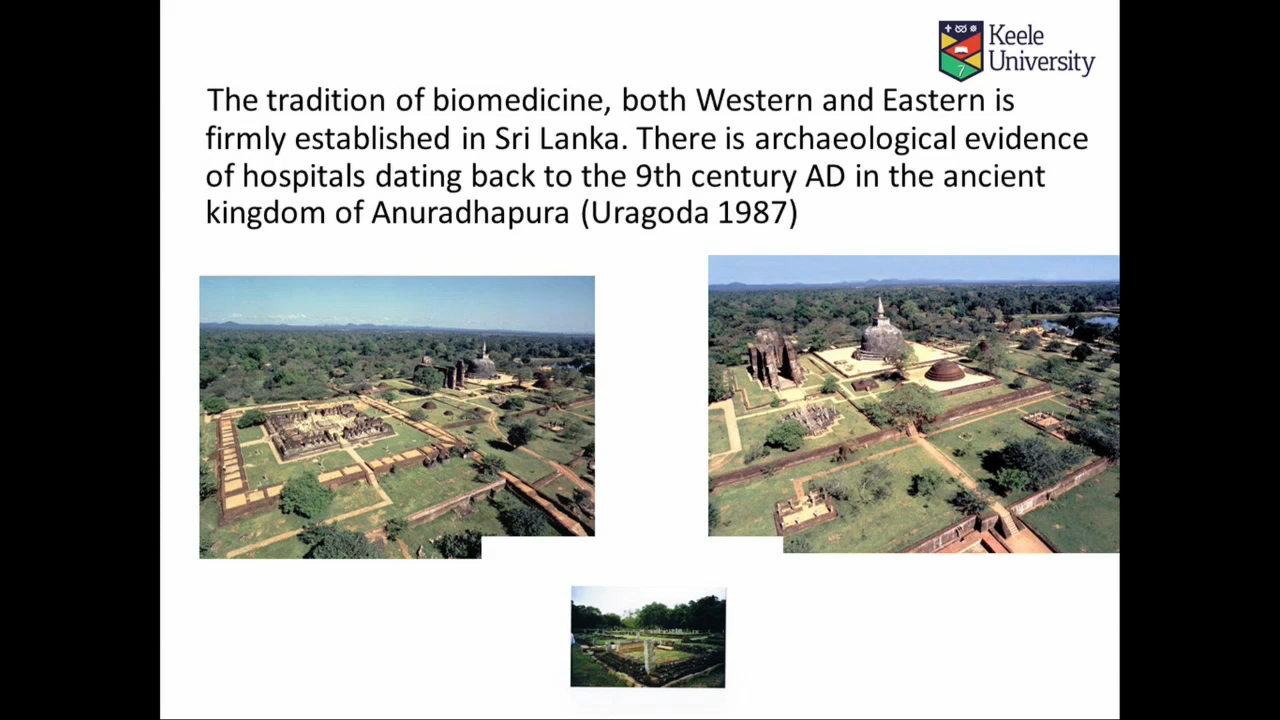 Keele
University
The tradition of biomedicine, both Western and Eastern is
firmly established in Sri Lanka. There is archaeological evidence
of hospitals dating back to the 9th century AD in the ancient
kingdom of Anuradhapura (Uragoda 1987)